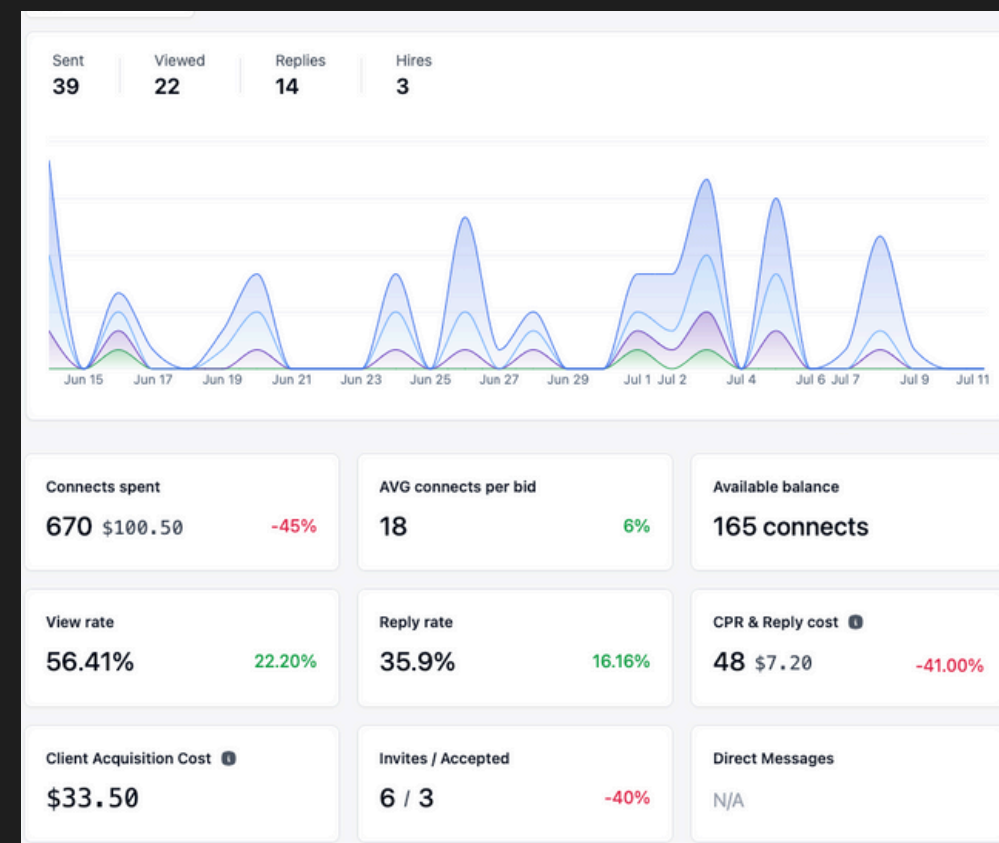 Sent Viewed Replies Hires
39 22 14 3
Jun 15 Jun 17 Jun 19 Jun 21 Jun 23 Jun 25 Jun 27 Jun 29 Jul 1 Jul 2 Jul 4 Jul 6 Jul 7 Jul 9 Jul 11
Connects spent
670 $100.50 -45%
AVG connects per bid
18 6%
Available balance
165 connects
View rate
56.41% 22.20%
Reply rate
35.9% 16.16%
CPR & Reply cost i
48 $7.20 -41.00%
Client Acquisition Cost i
$33.50
Invites / Accepted
6 / 3 -40%
Direct Messages
N/A